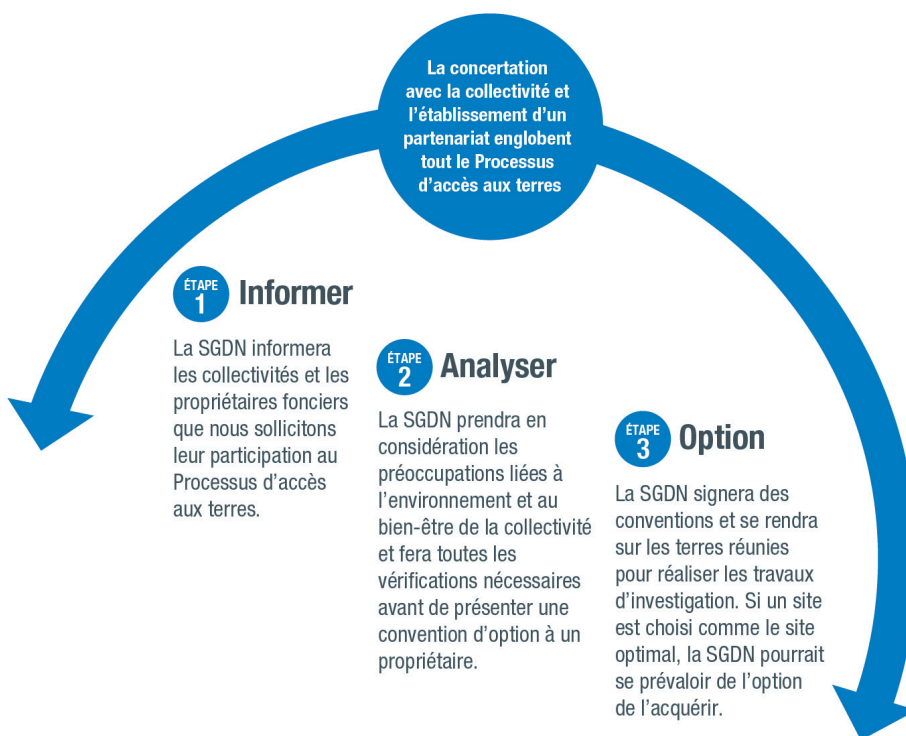 La concertation
avec la collectivité et
l'établissement d'un
partenariat englobent
tout le Processus
d'accès aux terres
ÉTAPE
1
Informer
La SGDN informera
les collectivités et les
propriétaires fonciers
que nous sollicitons
leur participation au
Processus d'accès
aux terres.
ÉTAPE
2
Analyser
La SGDN prendra en
considération les
préoccupations liées à
l'environnement et au
bien-être de la collectivité
et fera toutes les
vérifications nécessaires
avant de présenter une
convention d'option à un
propriétaire.
ÉTAPE
3
Option
La SGDN signera des
conventions et se rendra
sur les terres réunies
pour réaliser les travaux
d'investigation. Si un site
est choisi comme le site
optimal, la SGDN pourrait
se prévaloir de l'option
de l'acquérir.